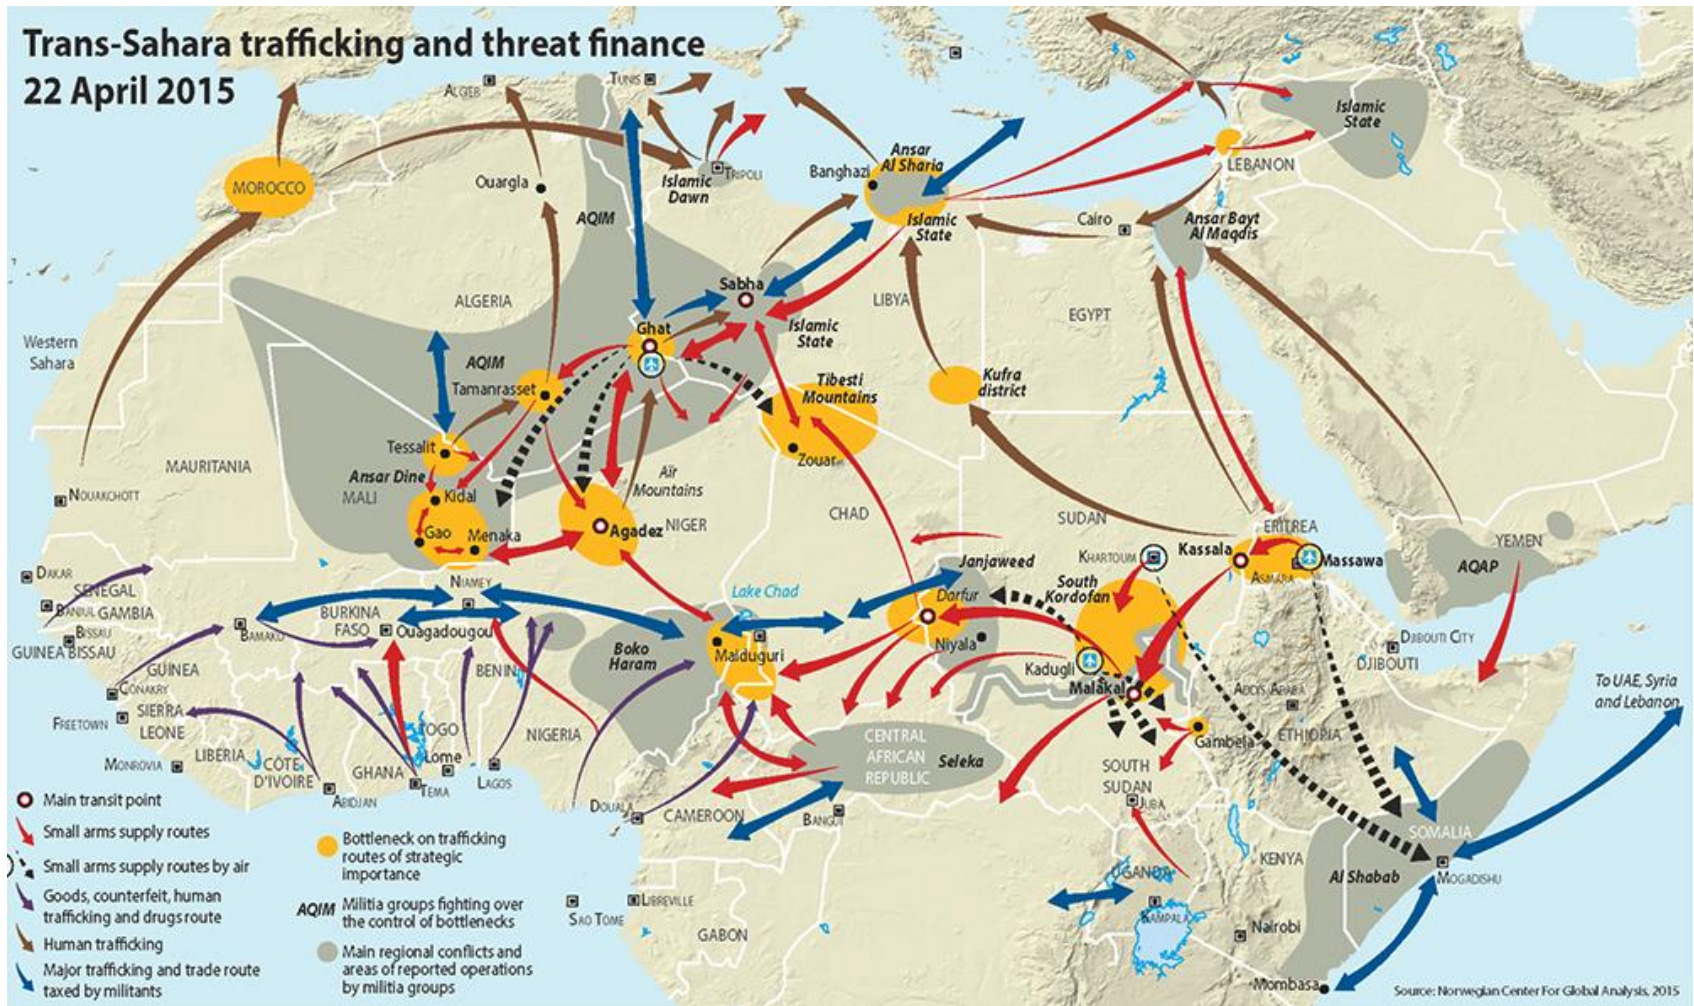 Trans-Sahara trafficking and threat finance
22 April 2015
ALGIER
TUNIS
MOROCCO
Ouargla
Islamic
Dawn
TRIPOLI
Banghazi
Ansar
Al Sharia
Islamic
State
Cairo
LEBANON
Islamic
State
Ansar Bayt
Al Maqdis
AQIM
ALGERIA
Sabha
LIBYA
EGYPT
Western
Sahara
Ghat
Islamic
State
AQIM
Tamanrasset
Tibesti
Mountains
Kufra
district
Tessalit
Zouar
MAURITANIA
Ansar Dine
MALI
Kidal
Aïr
Mountains
NOUAKCHOTT
Gao
Menaka
Agadez
NIGER
CHAD
SUDAN
ERITREA
YEMEN
KHARTOUM
Kassala
Massawa
ASMARA
AQAP
Janjaweed
South
Kordofan
DAKAR
SENEGAL
BANJUL
GAMBIA
BISSAU
GUINEA BISSAU
NIAMEY
Lake Chad
Darfur
BURKINA
FASO
BAMAKO
Ouagadougou
Boko
Haram
Maiduguri
Niyala
Kadugli
Malakal
DJIBOUTI CITY
DJIBOUTI
GUINEA
CONAKRY
BENIN
ADDIS ABABA
To UAE, Syria
and Lebanon
FREETOWN
SIERRA
LEONE
LIBERIA
MONROVIA
CÔTE
D'IVOIRE
GHANA
TOGO
Lome
NIGERIA
LAGOS
TEMA
ABIDJAN
CENTRAL
AFRICAN
REPUBLIC
Seleka
Gambela
ETHIOPIA
SOUTH
SUDAN
JUBA
DOUALA
CAMEROON
BANGUI
SOMALIA
MOGADISHU
KENYA
Al Shabab
UGANDA
KAMPALA
Nairobi
Mombasa
SAO TOME
LIBREVILLE
GABON
Main transit point
Small arms supply routes
Small arms supply routes by air
Goods, counterfeit, human
trafficking and drugs route
Human trafficking
Major trafficking and trade route
taxed by militants
Bottleneck on trafficking
routes of strategic
importance
AQIM
Militia groups fighting over
the control of bottlenecks
Main regional conflicts and
areas of reported operations
by militia groups
Source: Norwegian Center For Global Analysis, 2015